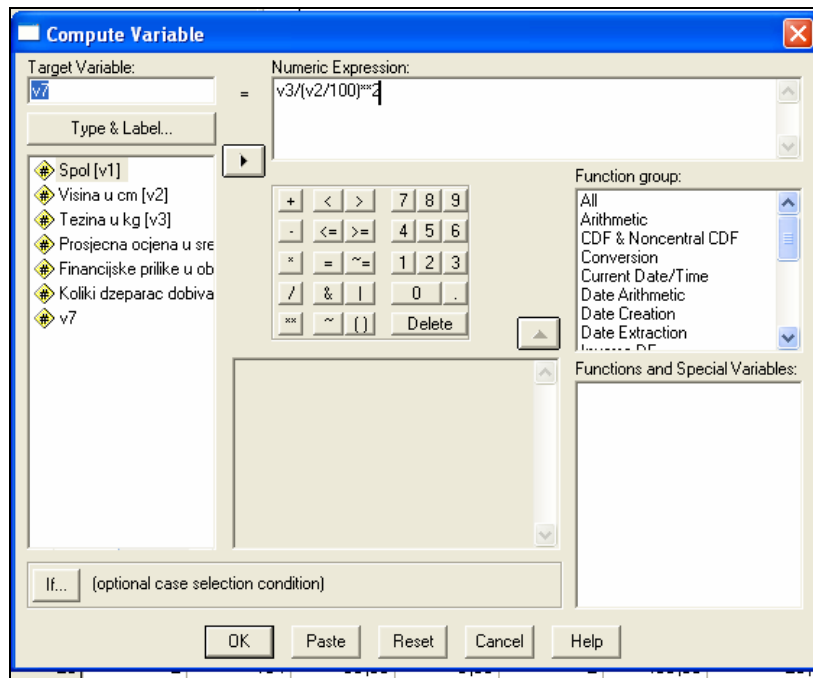 Compute Variable
Target Variable:
v7
=
Numeric Expression:
v3/(v2/100)**2
Type & Label...
Spol [v1]
Visina u cm [v2]
Tezina u kg [v3]
Prosjecna ocjena u sre
Financijske prilike u ob
Koliki dzeparac dobiva
v7
+ < > 7 8 9
- <= >= 4 5 6
* = ~= 1 2 3
/ & | 0 .
** ~ () Delete
Function group:
All
Arithmetic
CDF & Noncentral CDF
Conversion
Current Date/Time
Date Arithmetic
Date Creation
Date Extraction
Functions and Special Variables:
If... (optional case selection condition)
OK Paste Reset Cancel Help